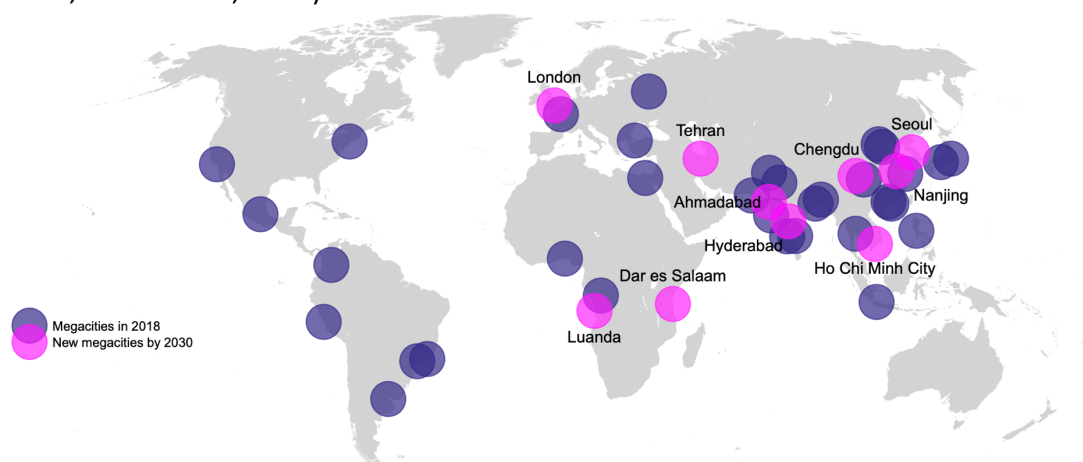 London
Tehran
Seoul
Chengdu
Ahmadabad
Nanjing
Hyderabad
Ho Chi Minh City
Dar es Salaam
Luanda
Megacities in 2018
New megacities by 2030